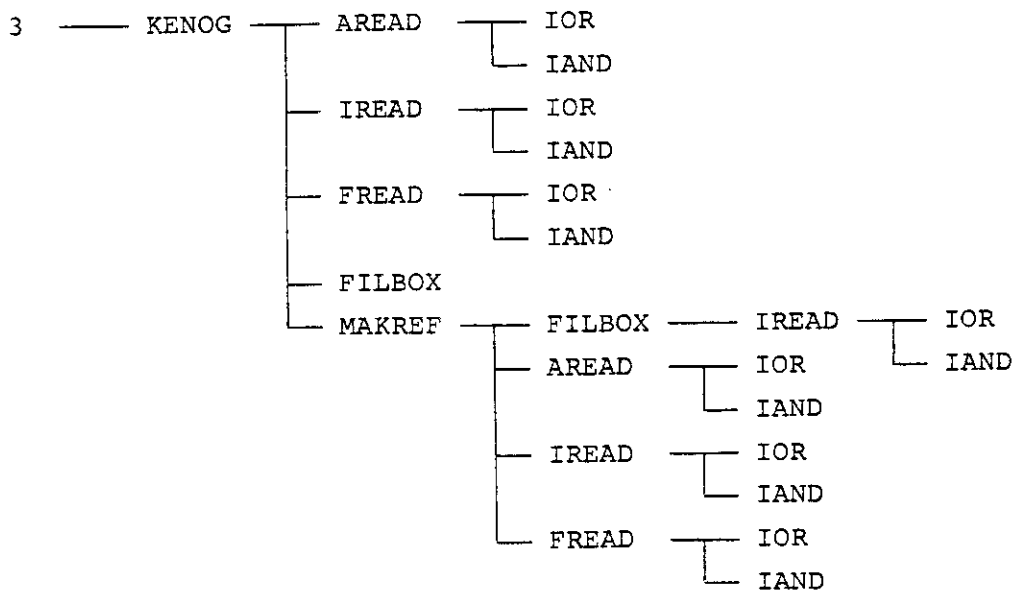 3 KENOG AREAD IOR
IAND
IREAD IOR
IAND
FREAD IOR
IAND
FILBOX
MAKREF FILBOX IREAD IOR
AREAD IOR IAND
IAND
IREAD IOR
IAND
FREAD IOR
IAND